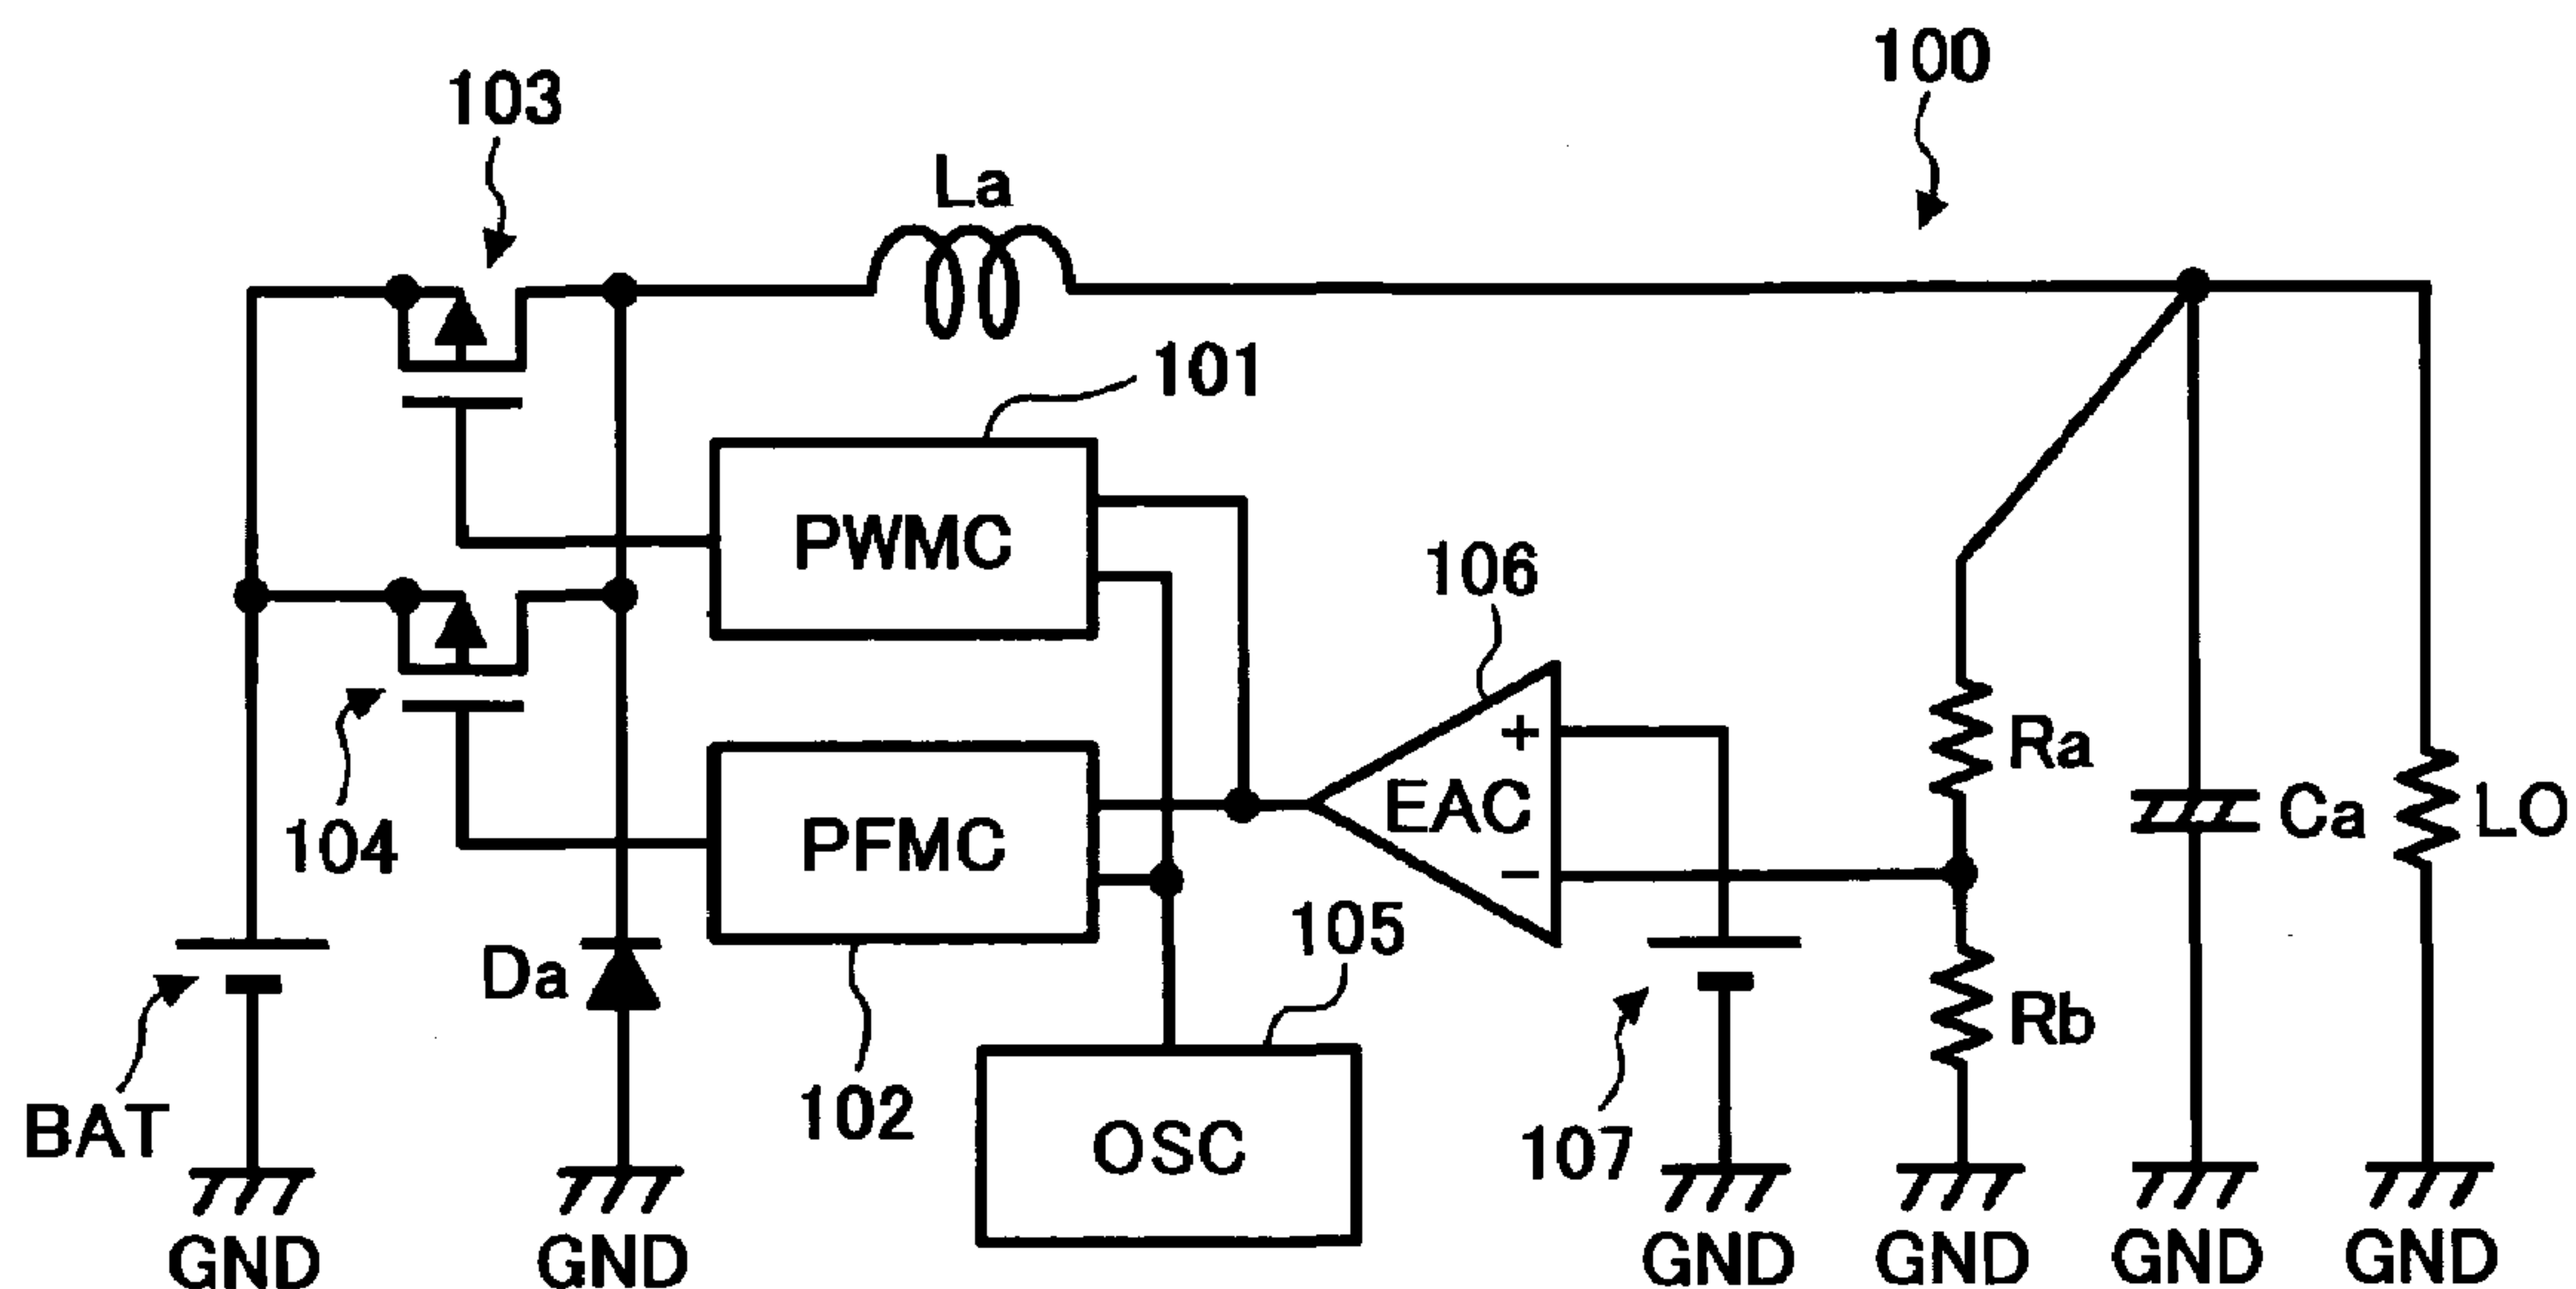 100
103
La
101
PWMC
106
+
EAC
−
Ra
Ca
LO
104
PFMC
105
Da
BAT
102
OSC
107
Rb
GND
GND
GND
GND
GND
GND